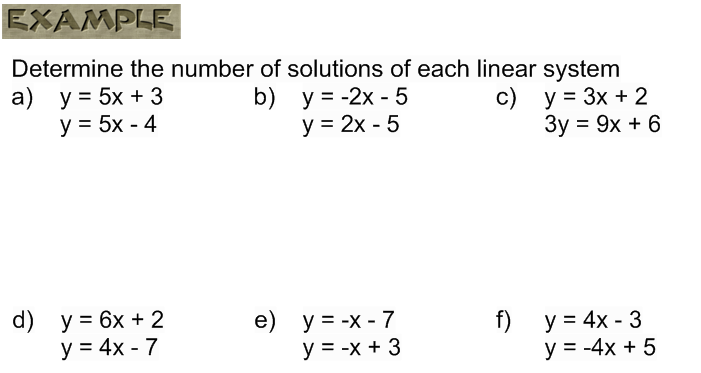 EXAMPLE
Determine the number of solutions of each linear system
a) y = 5x + 3
y = 5x - 4
b) y = -2x - 5
y = 2x - 5
c) y = 3x + 2
3y = 9x + 6
d) y = 6x + 2
y = 4x - 7
e) y = -x - 7
y = -x + 3
f) y = 4x - 3
y = -4x + 5